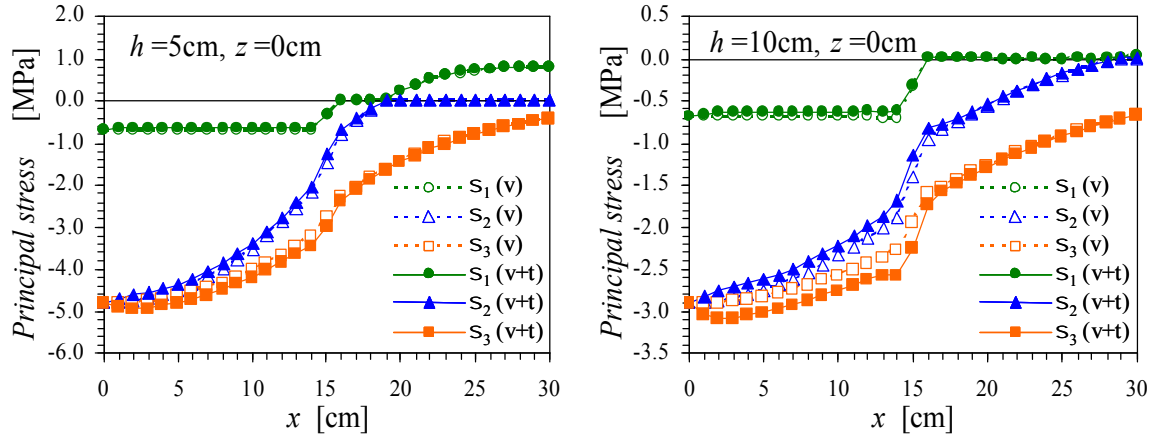 Principal stress [MPa]
2.0
1.0
0.0
-1.0
-2.0
-3.0
-4.0
-5.0
-6.0
h =5cm, z =0cm
s1 (v)
s2 (v)
s3 (v)
s1 (v+t)
s2 (v+t)
s3 (v+t)
0 5 10 15 20 25 30
x [cm]
Principal stress [MPa]
0.5
0.0
-0.5
-1.0
-1.5
-2.0
-2.5
-3.0
-3.5
h =10cm, z =0cm
s1 (v)
s2 (v)
s3 (v)
s1 (v+t)
s2 (v+t)
s3 (v+t)
0 5 10 15 20 25 30
x [cm]